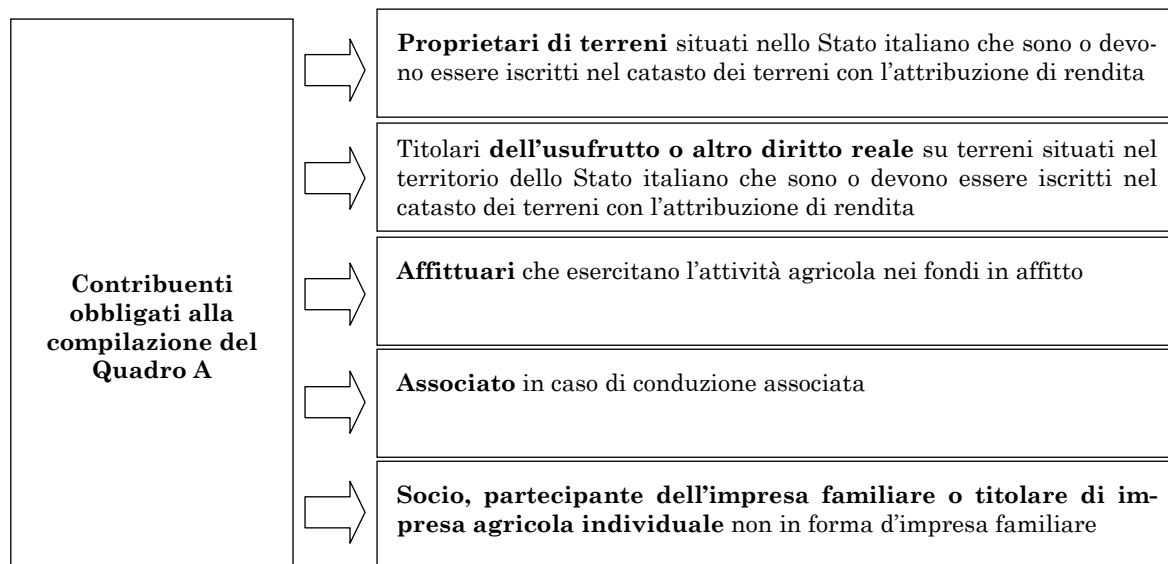 Contribuenti
obbligati alla
compilazione del
Quadro A
Proprietari di terreni situati nello Stato italiano che sono o devo-
no essere iscritti nel catasto dei terreni con l'attribuzione di rendita
Titolari dell'usufrutto o altro diritto reale su terreni situati nel
territorio dello Stato italiano che sono o devono essere iscritti nel
catasto dei terreni con l'attribuzione di rendita
Affittuari che esercitano l'attività agricola nei fondi in affitto
Associato in caso di conduzione associata
Socio, partecipante dell'impresa familiare o titolare di im-
presa agricola individuale non in forma d'impresa familiare